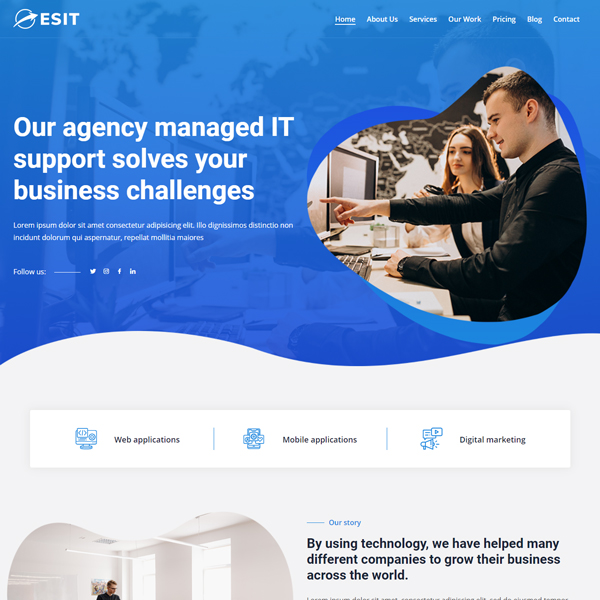 ESIT
Home About Us Services Our Work Pricing Blog Contact
Our agency managed IT
support solves your
business challenges
Lorem ipsum dolor sit amet consectetur adipisicing elit. Illo dignissimos distinctio non
incidunt dolorum qui aspernatur, repellat mollitia maiores
Follow us:
Web applications
Mobile applications
Digital marketing
Our story
By using technology, we have helped many
different companies to grow their business
across the world.